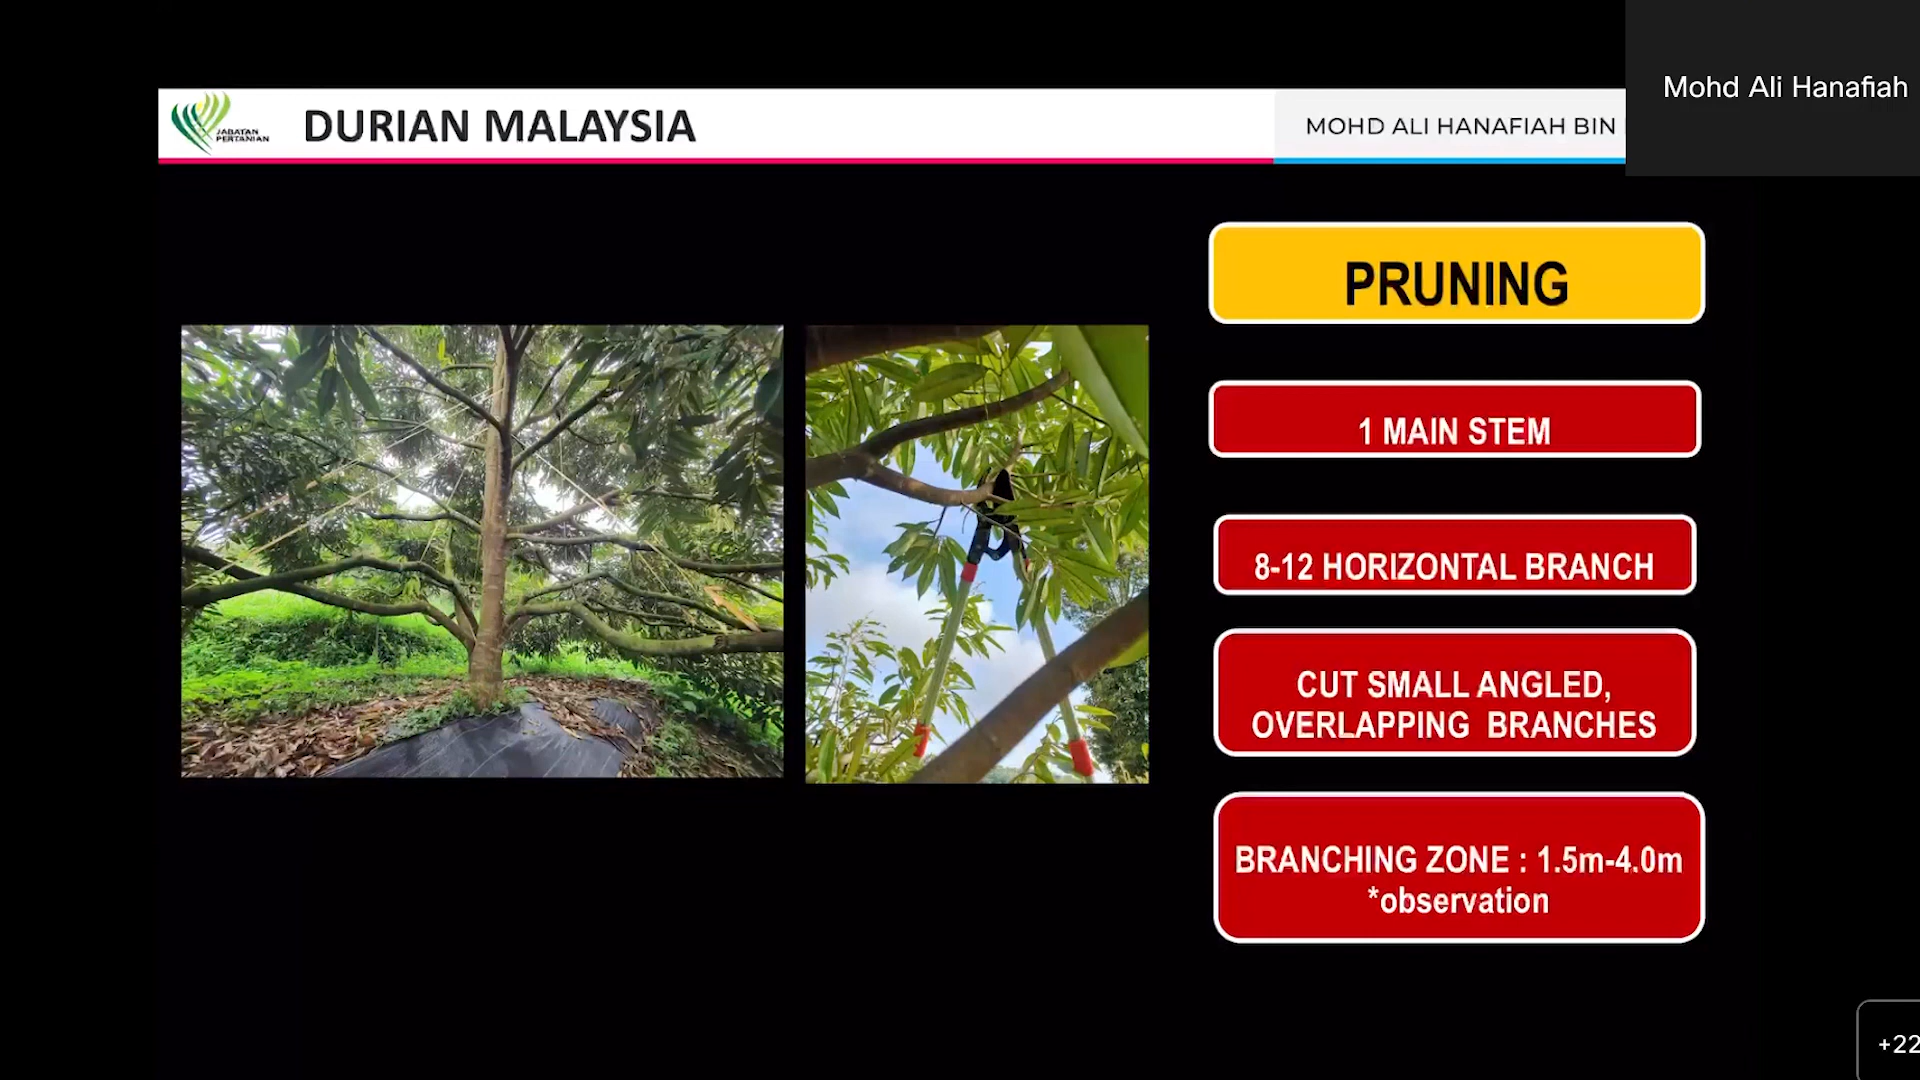 Mohd Ali Hanafiah
JABATAN
PERTANIAN
DURIAN MALAYSIA
MOHD ALI HANAFIAH BIN
PRUNING
1 MAIN STEM
8-12 HORIZONTAL BRANCH
CUT SMALL ANGLED,
OVERLAPPING BRANCHES
BRANCHING ZONE : 1.5m-4.0m
*observation
+22